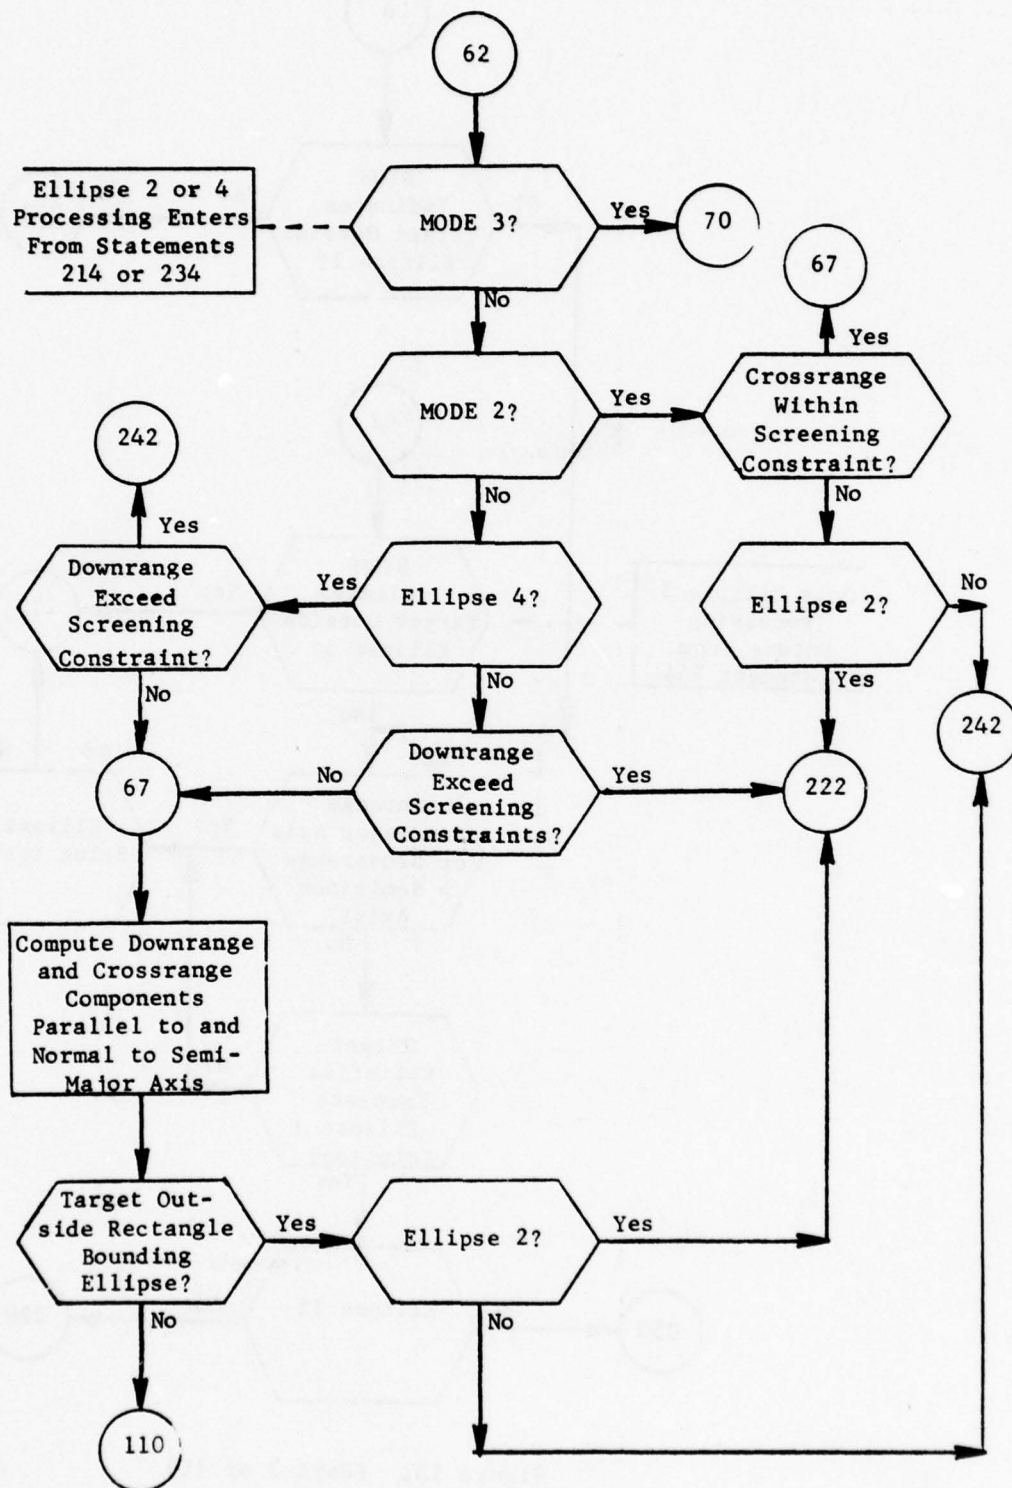 62
Ellipse 2 or 4
Processing Enters
From Statements
214 or 234
MODE 3?
Yes
70
67
No
Yes
MODE 2?
Yes
Crossrange
Within
Screening
Constraint?
242
No
No
Yes
Downrange
Exceed
Screening
Constraint?
Yes
Ellipse 4?
Ellipse 2?
No
No
No
Yes
242
67
No
Downrange
Exceed
Screening
Constraints?
Yes
222
Compute Downrange
and Crossrange
Components
Parallel to and
Normal to Semi-
Major Axis
Target Out-
side Rectangle
Bounding
Ellipse?
Yes
Ellipse 2?
Yes
No
No
110